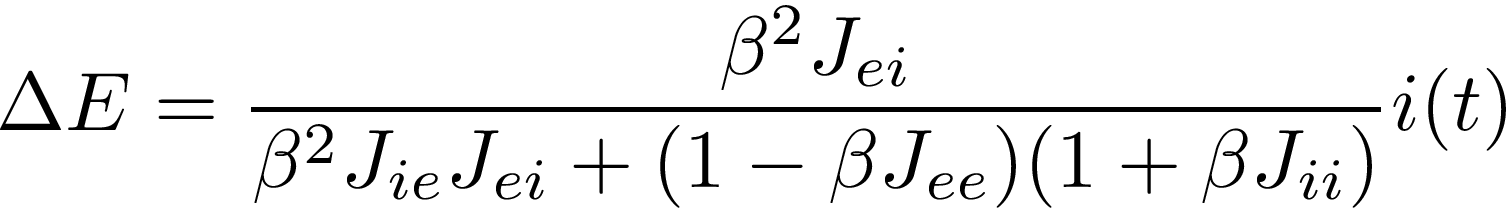 $\Delta E = \frac{\beta^2 J_{ei}}{\beta^2 J_{ie} J_{ei} + (1 - \beta J_{ee})(1 + \beta J_{ii})} i(t)$